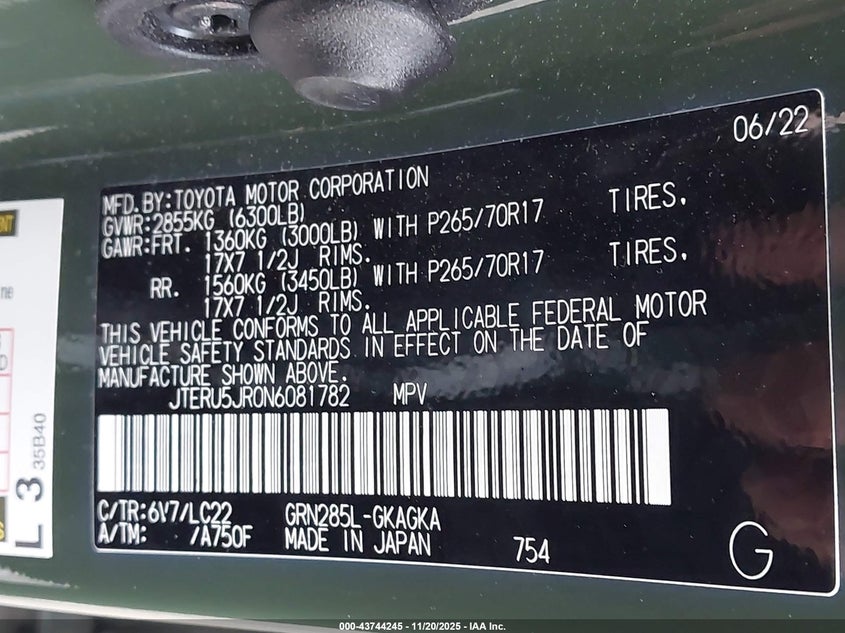 06/22
MFD. BY: TOYOTA MOTOR CORPORATION
GVWR: 2855KG (6300LB)
GAWR: FRT. 1360KG (3000LB) WITH P265/70R17 TIRES.
17X7 1/2J RIMS.
RR. 1560KG (3450LB) WITH P265/70R17 TIRES.
17X7 1/2J RIMS.
THIS VEHICLE CONFORMS TO ALL APPLICABLE FEDERAL MOTOR
VEHICLE SAFETY STANDARDS IN EFFECT ON THE DATE OF
MANUFACTURE SHOWN ABOVE.
JTERU5JR0N6081782 MPV
C/TR: 6V7/LC22 GRN285L-GKAGKA
A/TM: /A750F MADE IN JAPAN 754
G
L 3 35B40
000-43744245 - 11/20/2025 - IAA Inc.